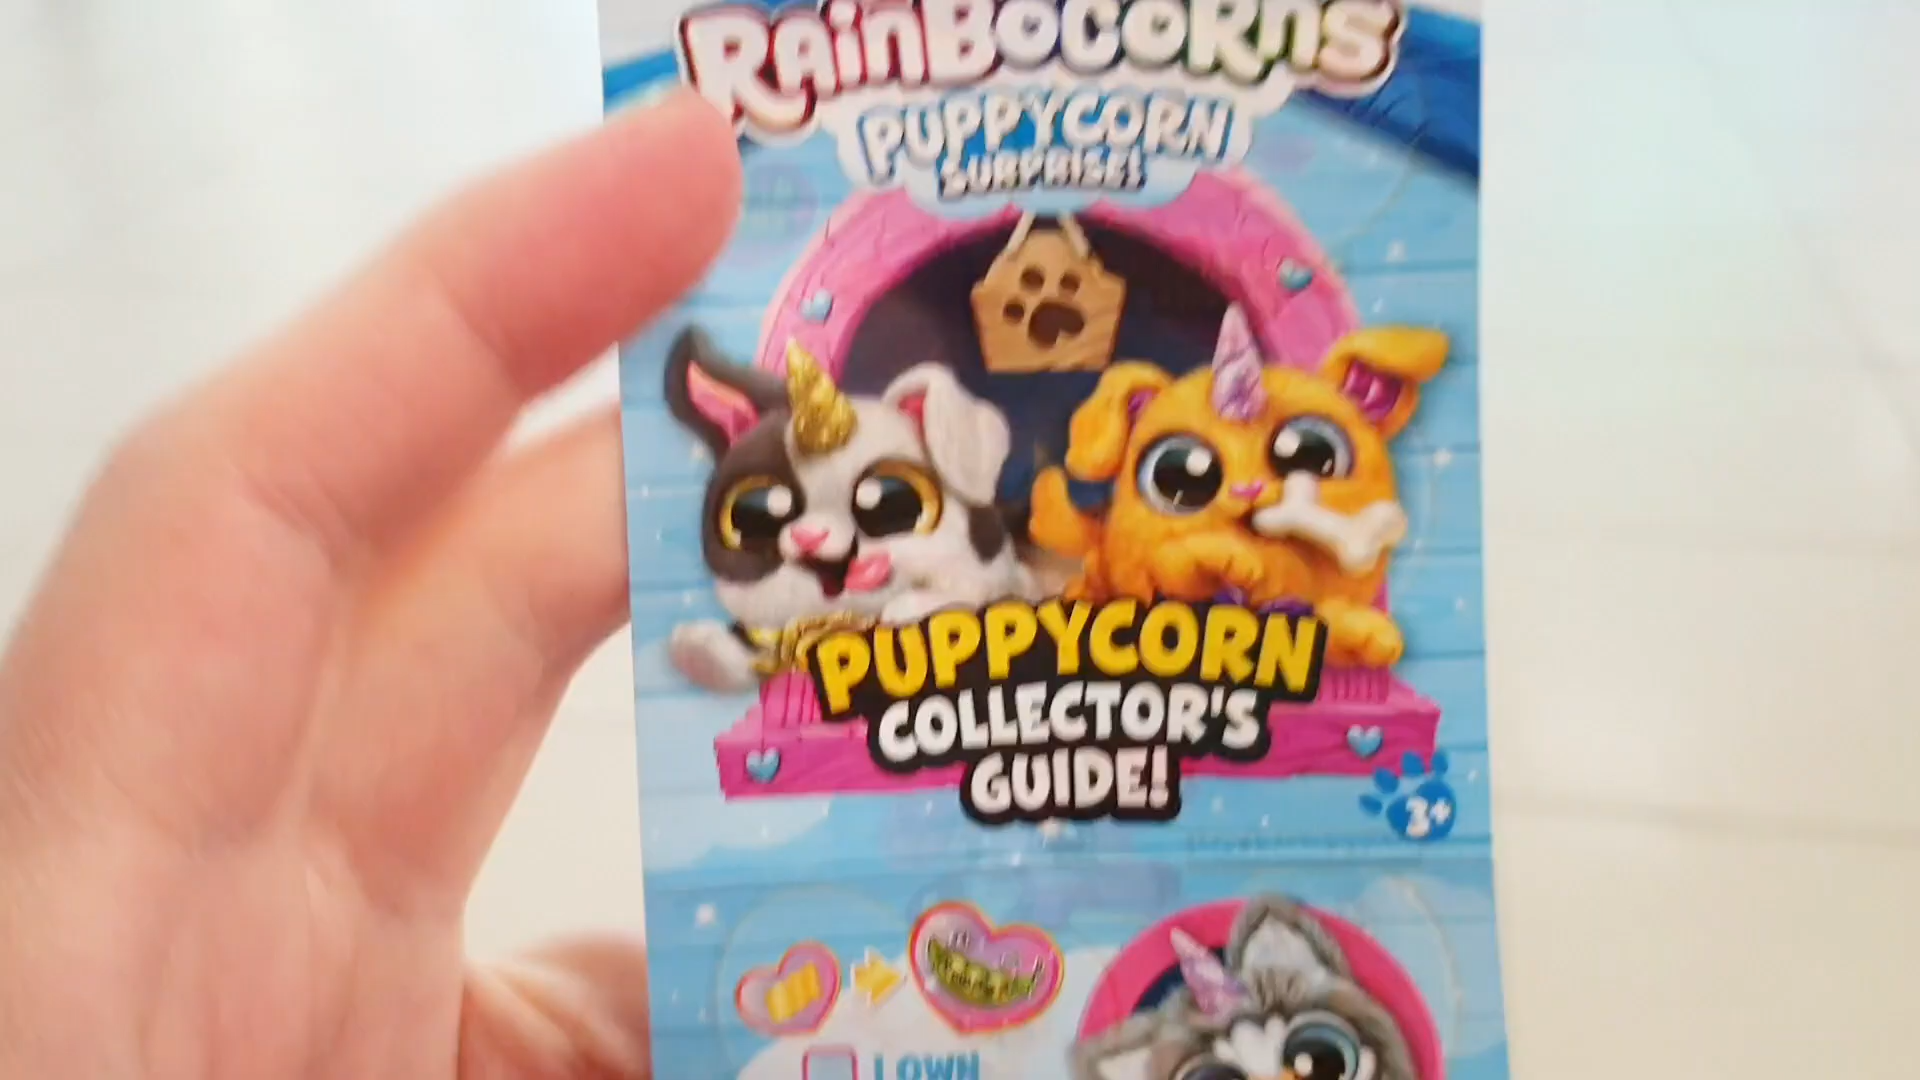 RAINBOCORNS
PUPPYCORN
SURPRISE!
PUPPYCORN
COLLECTOR'S
GUIDE!
3+
I OWN